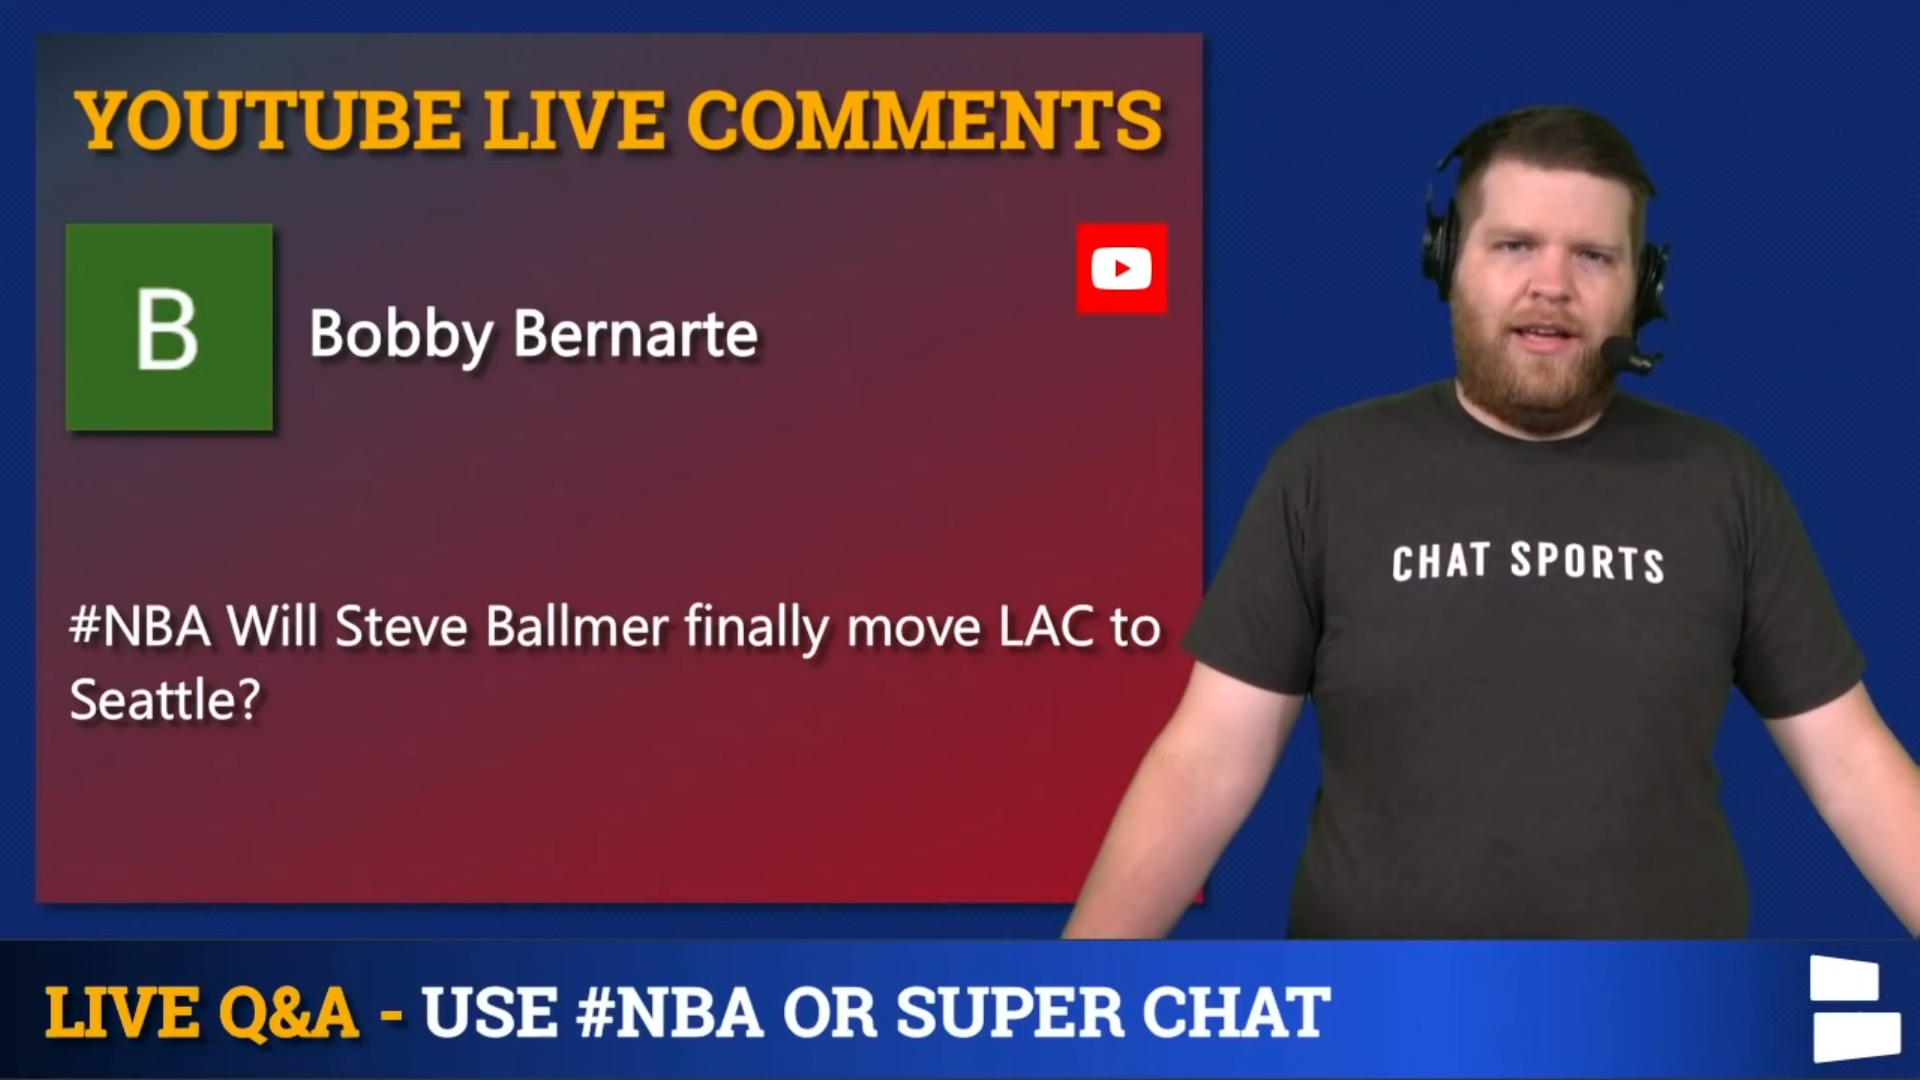 YOUTUBE LIVE COMMENTS
B
Bobby Bernarte
#NBA Will Steve Ballmer finally move LAC to
Seattle?
CHAT SPORTS
LIVE Q&A - USE #NBA OR SUPER CHAT